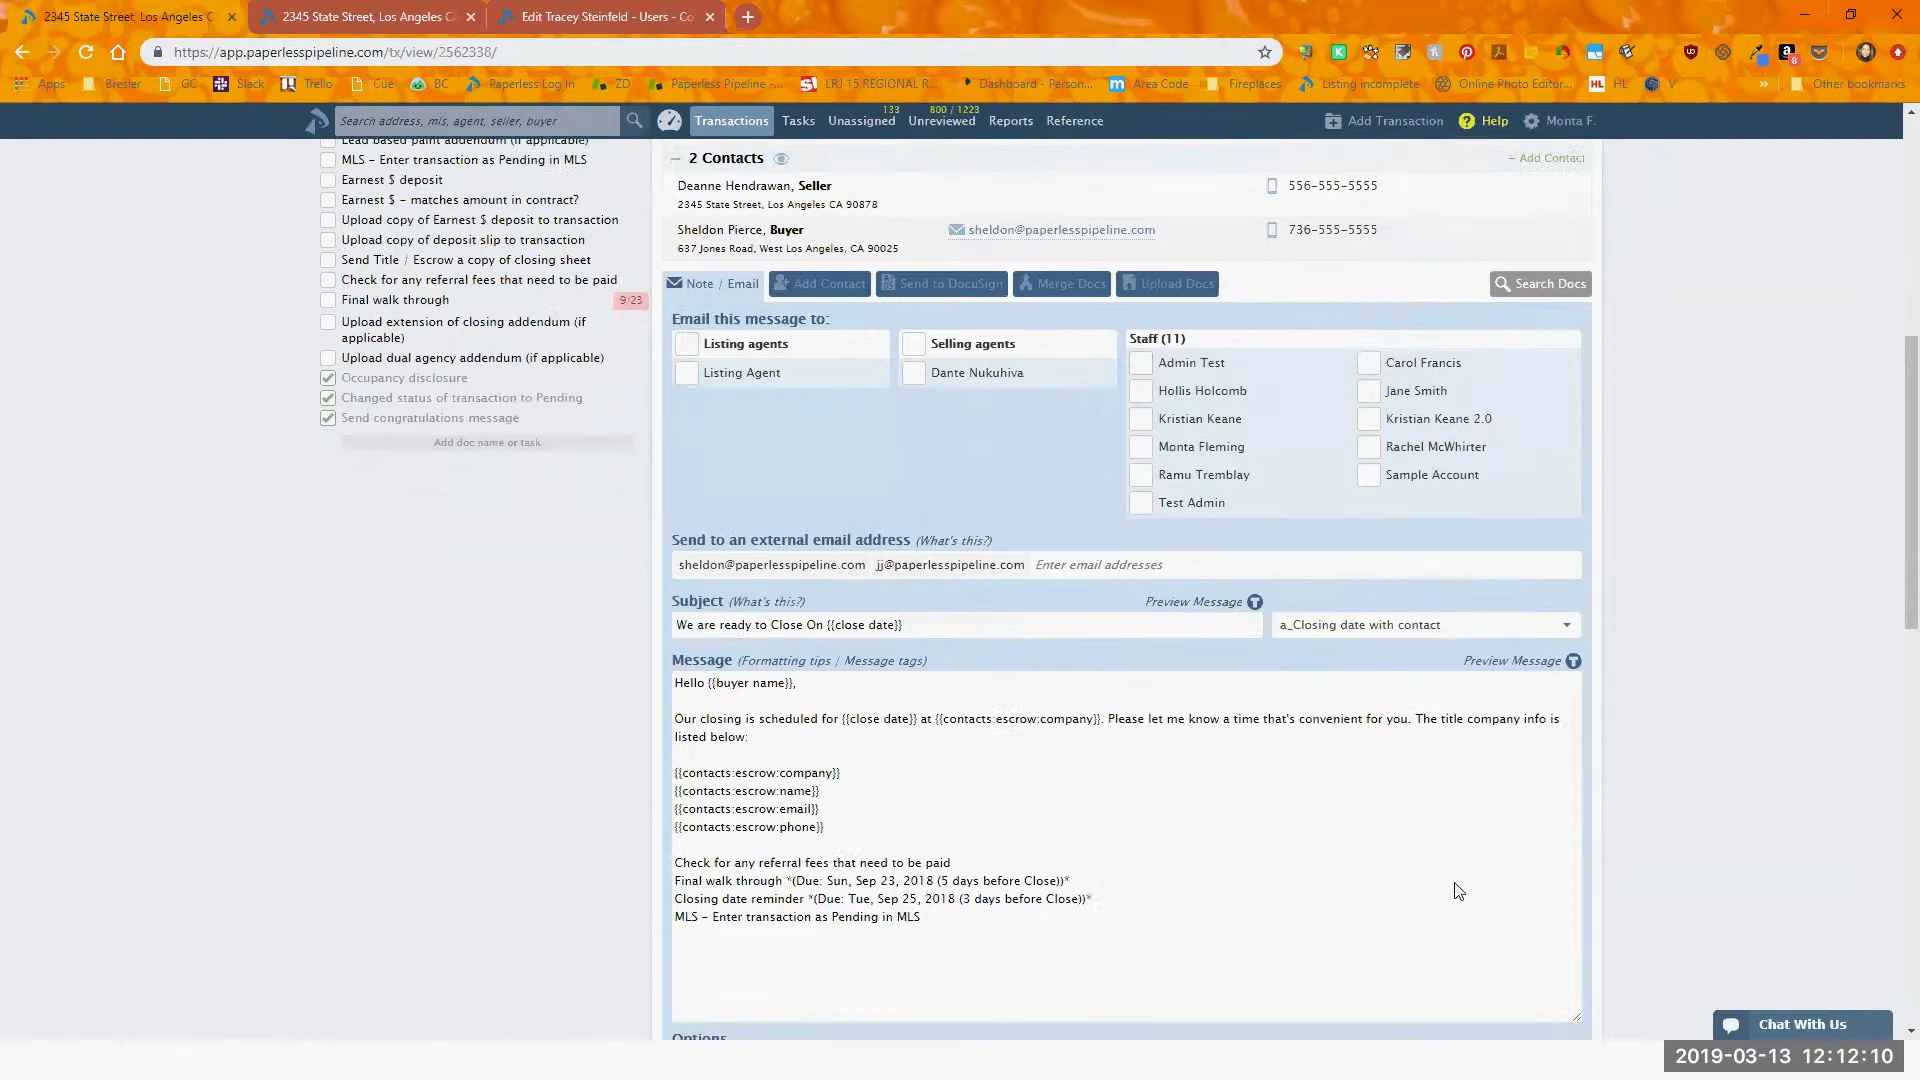 2345 State Street, Los Angeles C
2345 State Street, Los Angeles C
Edit Tracey Steinfeld - Users - Co
https://app.paperlesspipeline.com/tx/view/2562338/
Apps
Bresler
GC
Slack
Trello
Cue
BC
Paperless Log In
ZD
Paperless Pipeline -...
LRJ 15 REGIONAL R...
Dashboard - Person...
Area Code
Fireplaces
Listing incomplete
Online Photo Editor...
HL
V
Other bookmarks
Search address, mls, agent, seller, buyer
Transactions
Tasks
133
Unassigned
800 / 1223
Unreviewed
Reports
Reference
Add Transaction
Help
Monta F.
Lead based paint addendum (if applicable)
MLS - Enter transaction as Pending in MLS
Earnest $ deposit
Earnest $ - matches amount in contract?
Upload copy of Earnest $ deposit to transaction
Upload copy of deposit slip to transaction
Send Title / Escrow a copy of closing sheet
Check for any referral fees that need to be paid
Final walk through 9/23
Upload extension of closing addendum (if
applicable)
Upload dual agency addendum (if applicable)
Occupancy disclosure
Changed status of transaction to Pending
Send congratulations message
Add doc name or task
2 Contacts
+ Add Contact
Deanne Hendrawan, Seller
556-555-5555
2345 State Street, Los Angeles CA 90878
Sheldon Pierce, Buyer
sheldon@paperlesspipeline.com
736-555-5555
637 Jones Road, West Los Angeles, CA 90025
Note / Email
Add Contact
Send to DocuSign
Merge Docs
Upload Docs
Search Docs
Email this message to:
Listing agents
Listing Agent
Selling agents
Dante Nukuhiva
Staff (11)
Admin Test
Carol Francis
Hollis Holcomb
Jane Smith
Kristian Keane
Kristian Keane 2.0
Monta Fleming
Rachel McWhirter
Ramu Tremblay
Sample Account
Test Admin
Send to an external email address (What's this?)
sheldon@paperlesspipeline.com jj@paperlesspipeline.com Enter email addresses
Subject (What's this?)
Preview Message
We are ready to Close On {{close date}}
a_Closing date with contact
Message (Formatting tips | Message tags)
Preview Message
Hello {{buyer name}},
Our closing is scheduled for {{close date}} at {{contacts:escrow:company}}. Please let me know a time that's convenient for you. The title company info is
listed below:
{{contacts:escrow:company}}
{{contacts:escrow:name}}
{{contacts:escrow:email}}
{{contacts:escrow:phone}}
Check for any referral fees that need to be paid
Final walk through *(Due: Sun, Sep 23, 2018 (5 days before Close))*
Closing date reminder *(Due: Tue, Sep 25, 2018 (3 days before Close))*
MLS - Enter transaction as Pending in MLS
Options
Chat With Us
2019-03-13 12:12:10